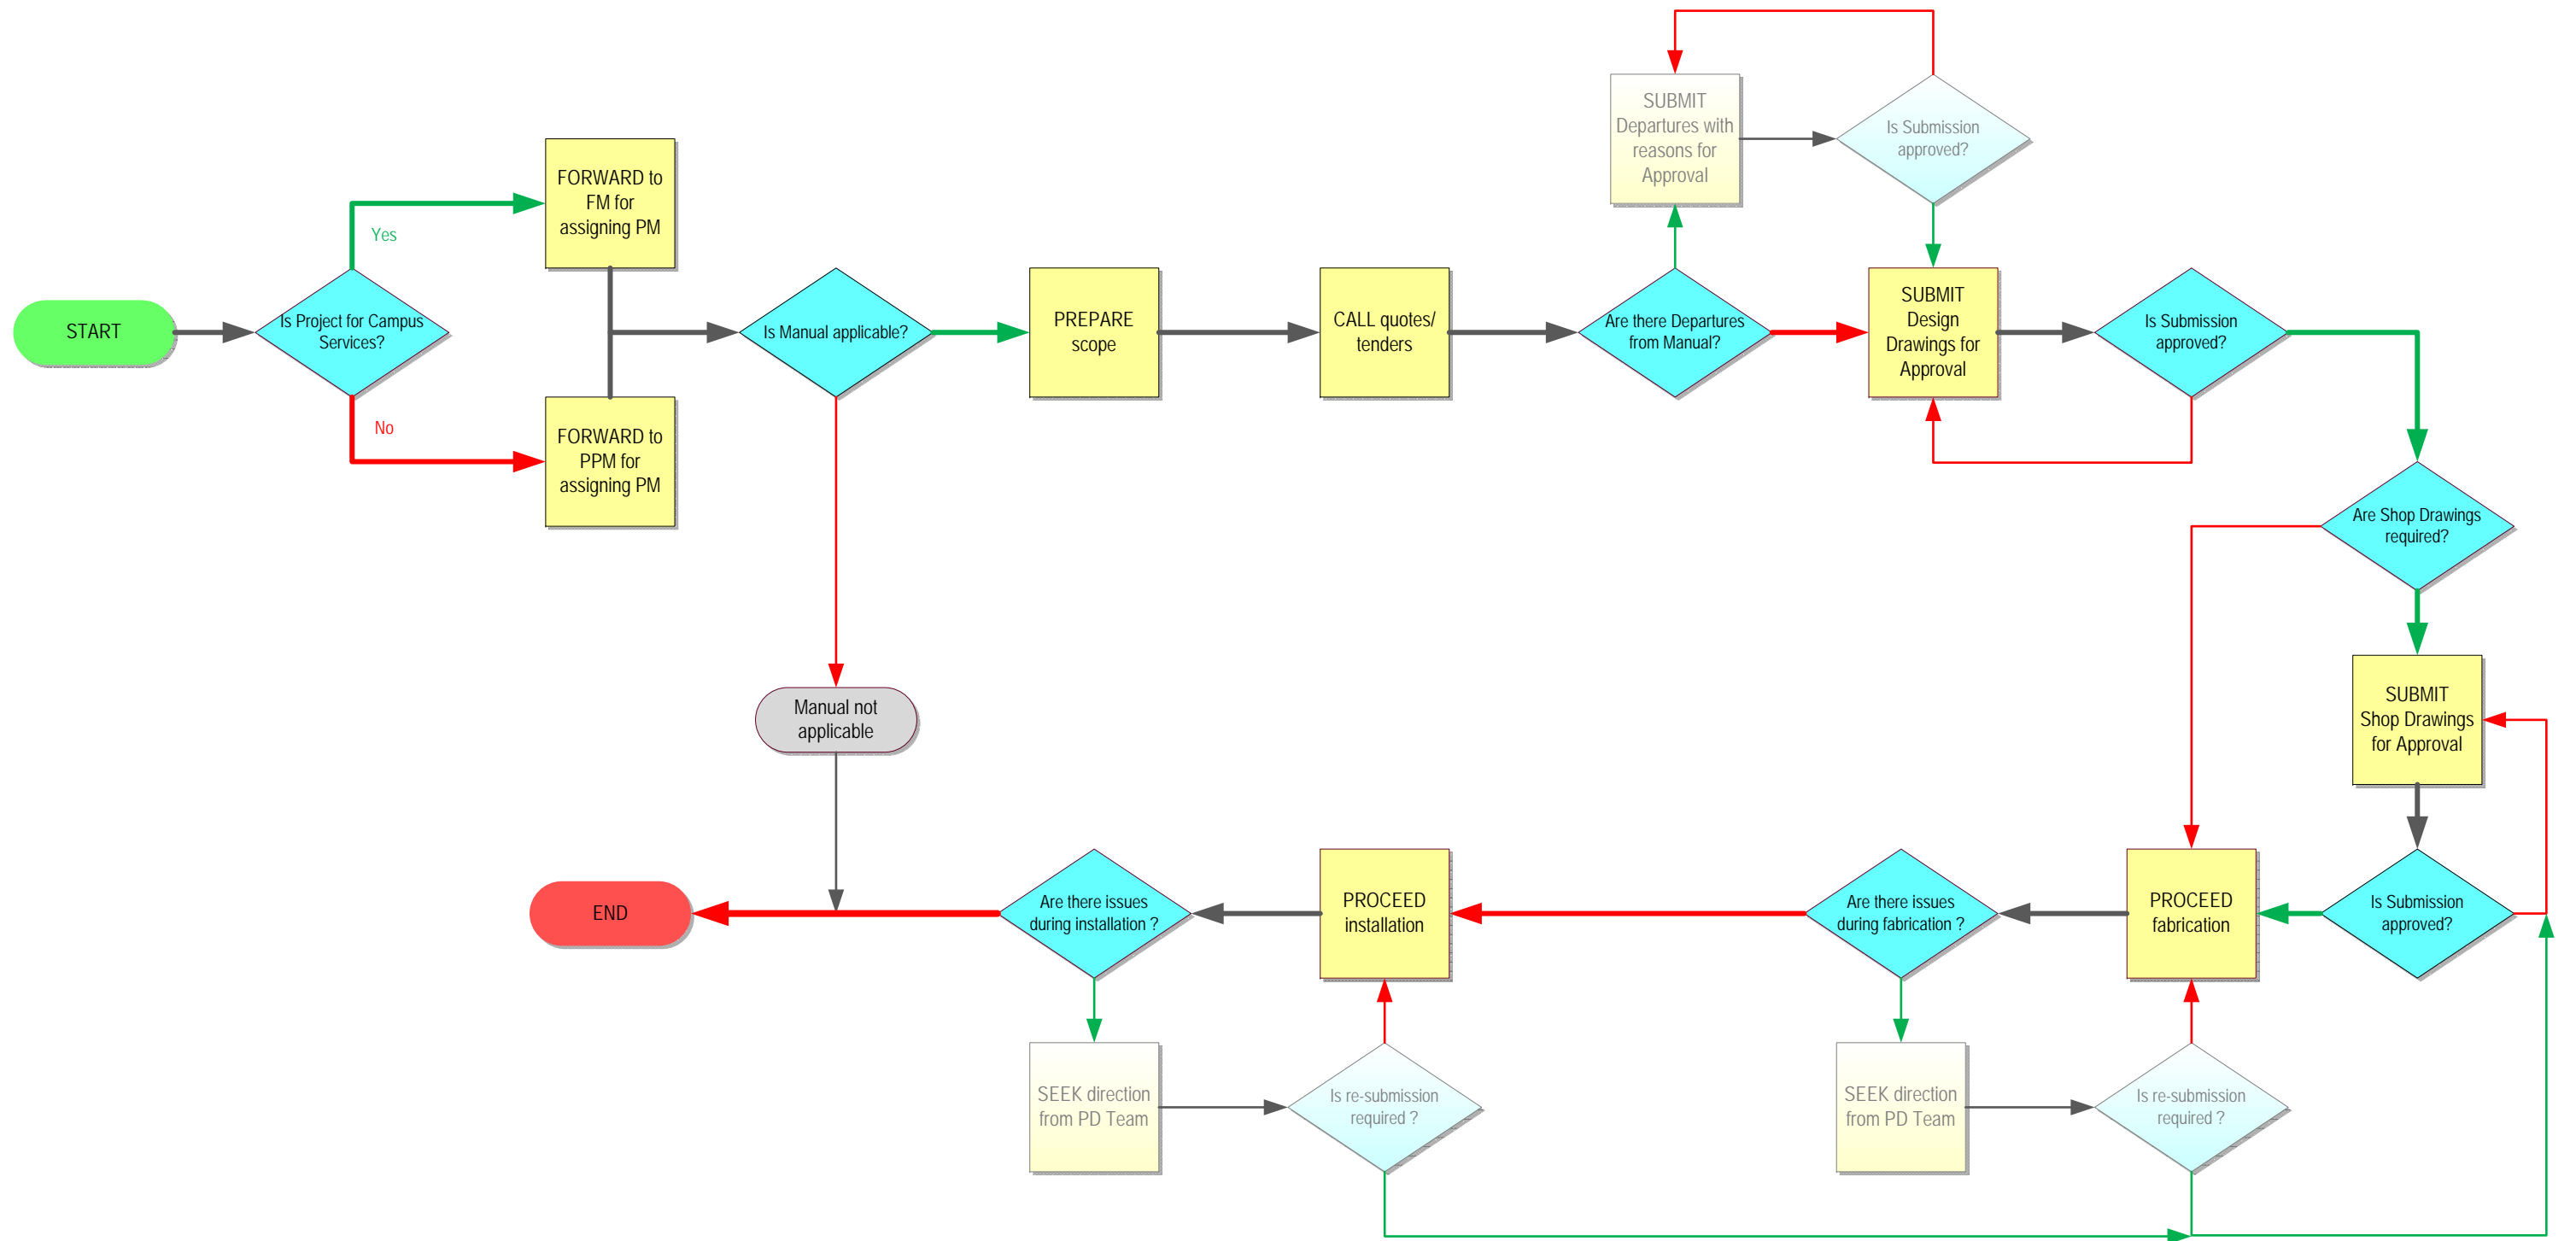 SUBMIT
Departures with
reasons for
Approval
Is Submission
approved?
FORWARD to
FM for
assigning PM
Yes
START
Is Project for Campus
Services?
Is Manual applicable?
PREPARE
scope
CALL quotes/
tenders
Are there Departures
from Manual?
SUBMIT
Design
Drawings for
Approval
Is Submission
approved?
No
FORWARD to
PPM for
assigning PM
Are Shop Drawings
required?
Manual not
applicable
SUBMIT
Shop Drawings
for Approval
END
Are there issues
during installation ?
PROCEED
installation
Are there issues
during fabrication ?
PROCEED
fabrication
Is Submission
approved?
SEEK direction
from PD Team
Is re-submission
required ?
SEEK direction
from PD Team
Is re-submission
required ?